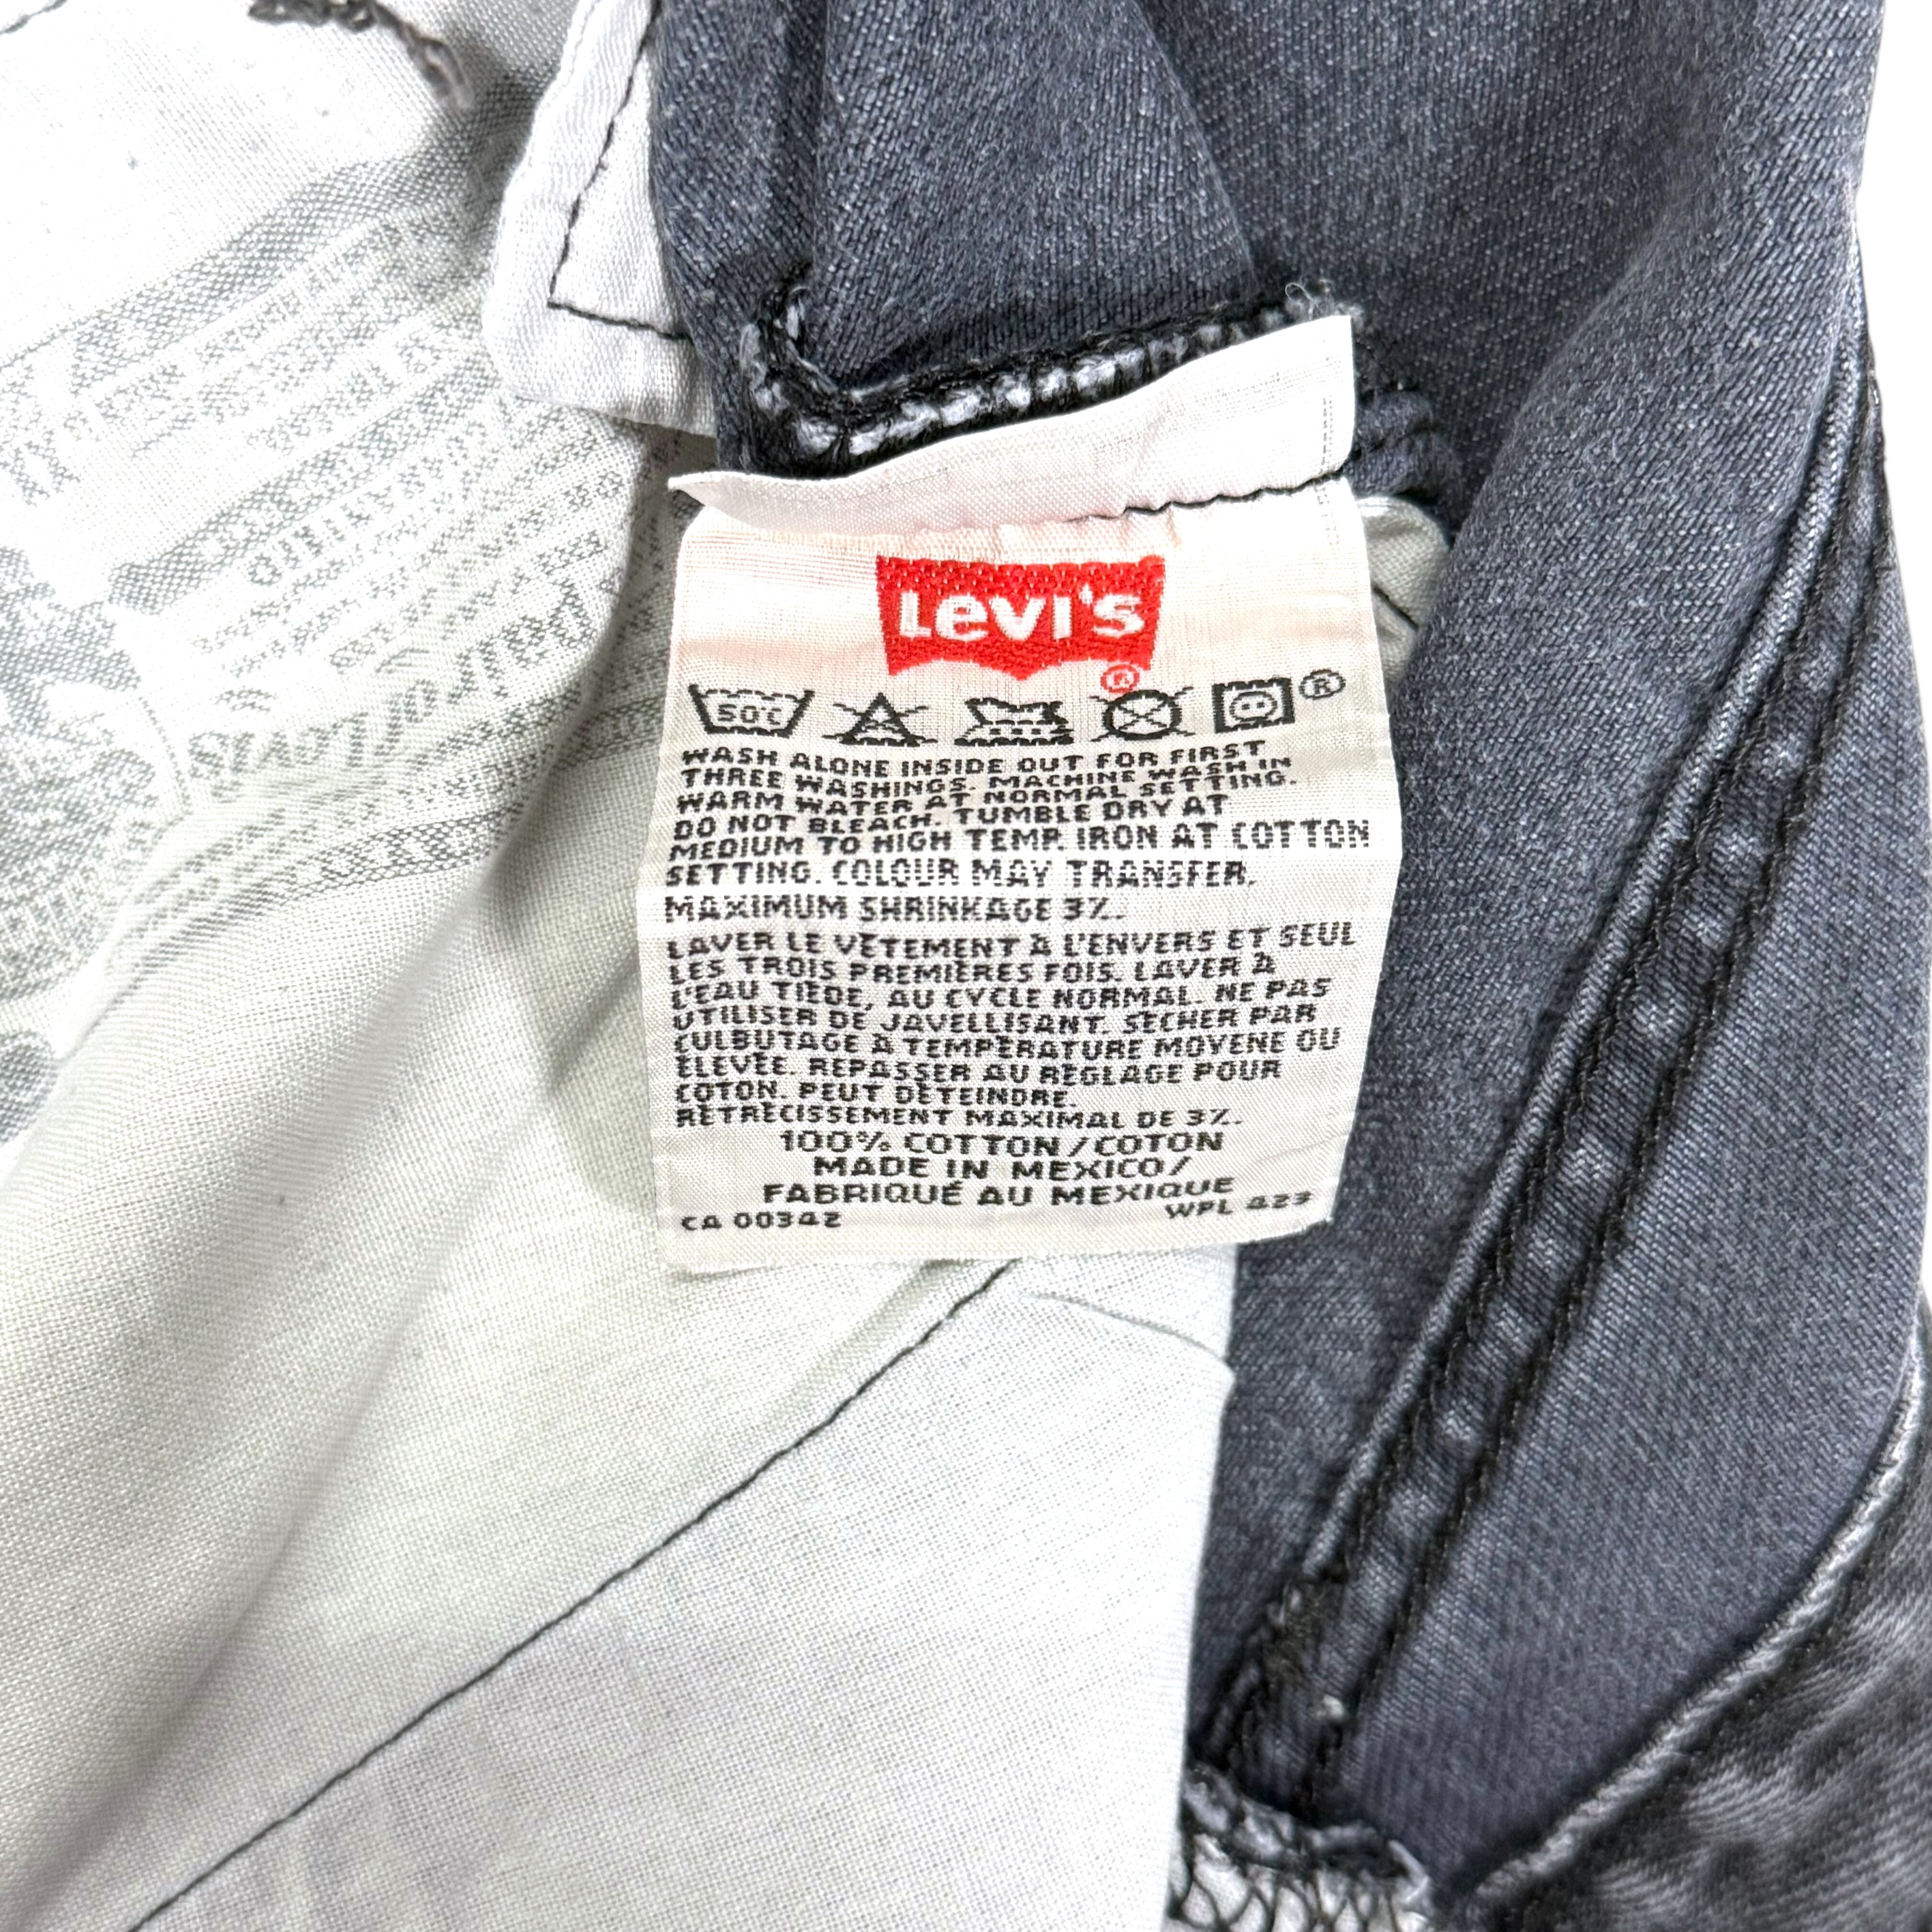 Levi's
®
50C
®
WASH ALONE INSIDE OUT FOR FIRST
THREE WASHINGS. MACHINE WASH IN
WARM WATER AT NORMAL SETTING.
DO NOT BLEACH. TUMBLE DRY AT
MEDIUM TO HIGH TEMP. IRON AT COTTON
SETTING. COLOUR MAY TRANSFER.
MAXIMUM SHRINKAGE 3%.
LAVER LE VÊTEMENT À L'ENVERS ET SEUL
LES TROIS PREMIÈRES FOIS. LAVER À
L'EAU TIÈDE, AU CYCLE NORMAL. NE PAS
UTILISER DE JAVELLISANT. SÉCHER PAR
CULBUTAGE À TEMPÉRATURE MOYENE OU
ÉLEVÉE. REPASSER AU RÉGLAGE POUR
COTON. PEUT DÉTEINDRE.
RÉTRÉCISSEMENT MAXIMAL DE 3%.
100% COTTON/COTON
MADE IN MEXICO/
FABRIQUÉ AU MEXIQUE
CA 00342 WPL 423